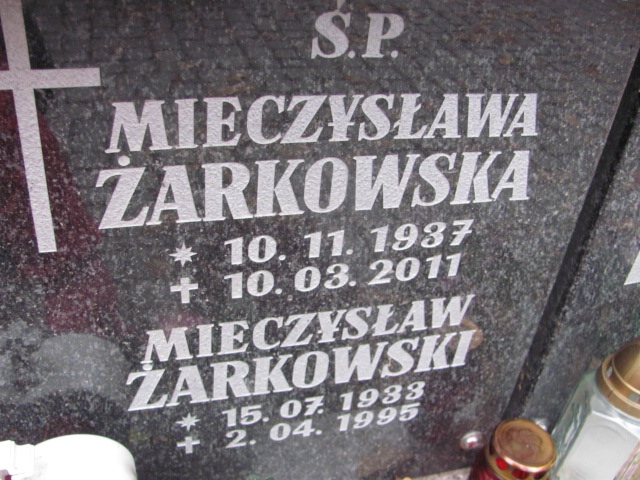 Ś.P.
MIECZYSŁAWA
ŻARKOWSKA
* 10. 11. 1937
✝ 10. 03. 2011
MIECZYSŁAW
ŻARKOWSKI
* 15. 07. 1933
✝ 2. 04. 1995